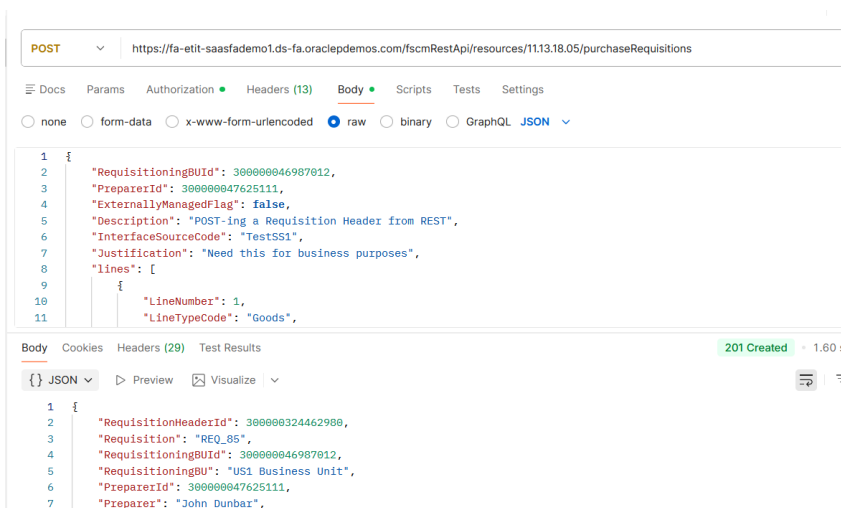 POST https://fa-etit-saasfademo1.ds-fa.oraclepdemos.com/fscmRestApi/resources/11.13.18.05/purchaseRequisitions
Docs Params Authorization Headers (13) Body Scripts Tests Settings
none form-data x-www-form-urlencoded raw binary GraphQL JSON
1 {
2 "RequisitioningBUId": 300000046987012,
3 "PreparerId": 300000047625111,
4 "ExternallyManagedFlag": false,
5 "Description": "POST-ing a Requisition Header from REST",
6 "InterfaceSourceCode": "TestSS1",
7 "Justification": "Need this for business purposes",
8 "lines": [
9 {
10 "LineNumber": 1,
11 "LineTypeCode": "Goods",
Body Cookies Headers (29) Test Results 201 Created 1.60 s
{} JSON Preview Visualize
1 {
2 "RequisitionHeaderId": 300000324462980,
3 "Requisition": "REQ_85",
4 "RequisitioningBUId": 300000046987012,
5 "RequisitioningBU": "US1 Business Unit",
6 "PreparerId": 300000047625111,
7 "Preparer": "John Dunbar",